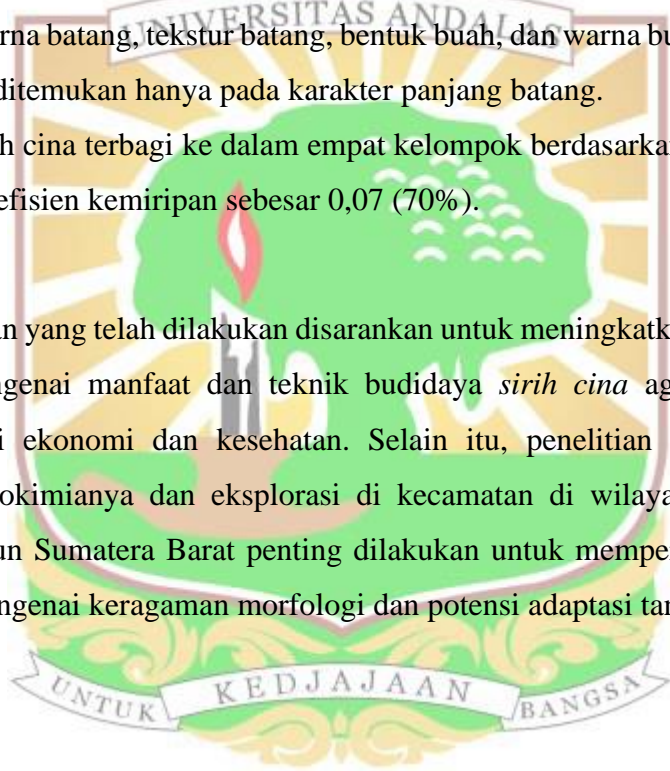 UNIVERSITAS ANDALAS
rna batang, tekstur batang, bentuk buah, dan warna bu
ditemukan hanya pada karakter panjang batang.
h cina terbagi ke dalam empat kelompok berdasarkan
efisien kemiripan sebesar 0,07 (70%).
n yang telah dilakukan disarankan untuk meningkatk
ngenai manfaat dan teknik budidaya sirih cina ag
i ekonomi dan kesehatan. Selain itu, penelitian
okimianya dan eksplorasi di kecamatan di wilaya
un Sumatera Barat penting dilakukan untuk mempe
ngenai keragaman morfologi dan potensi adaptasi tan
UNTUK KEDJAJAAN BANGSA